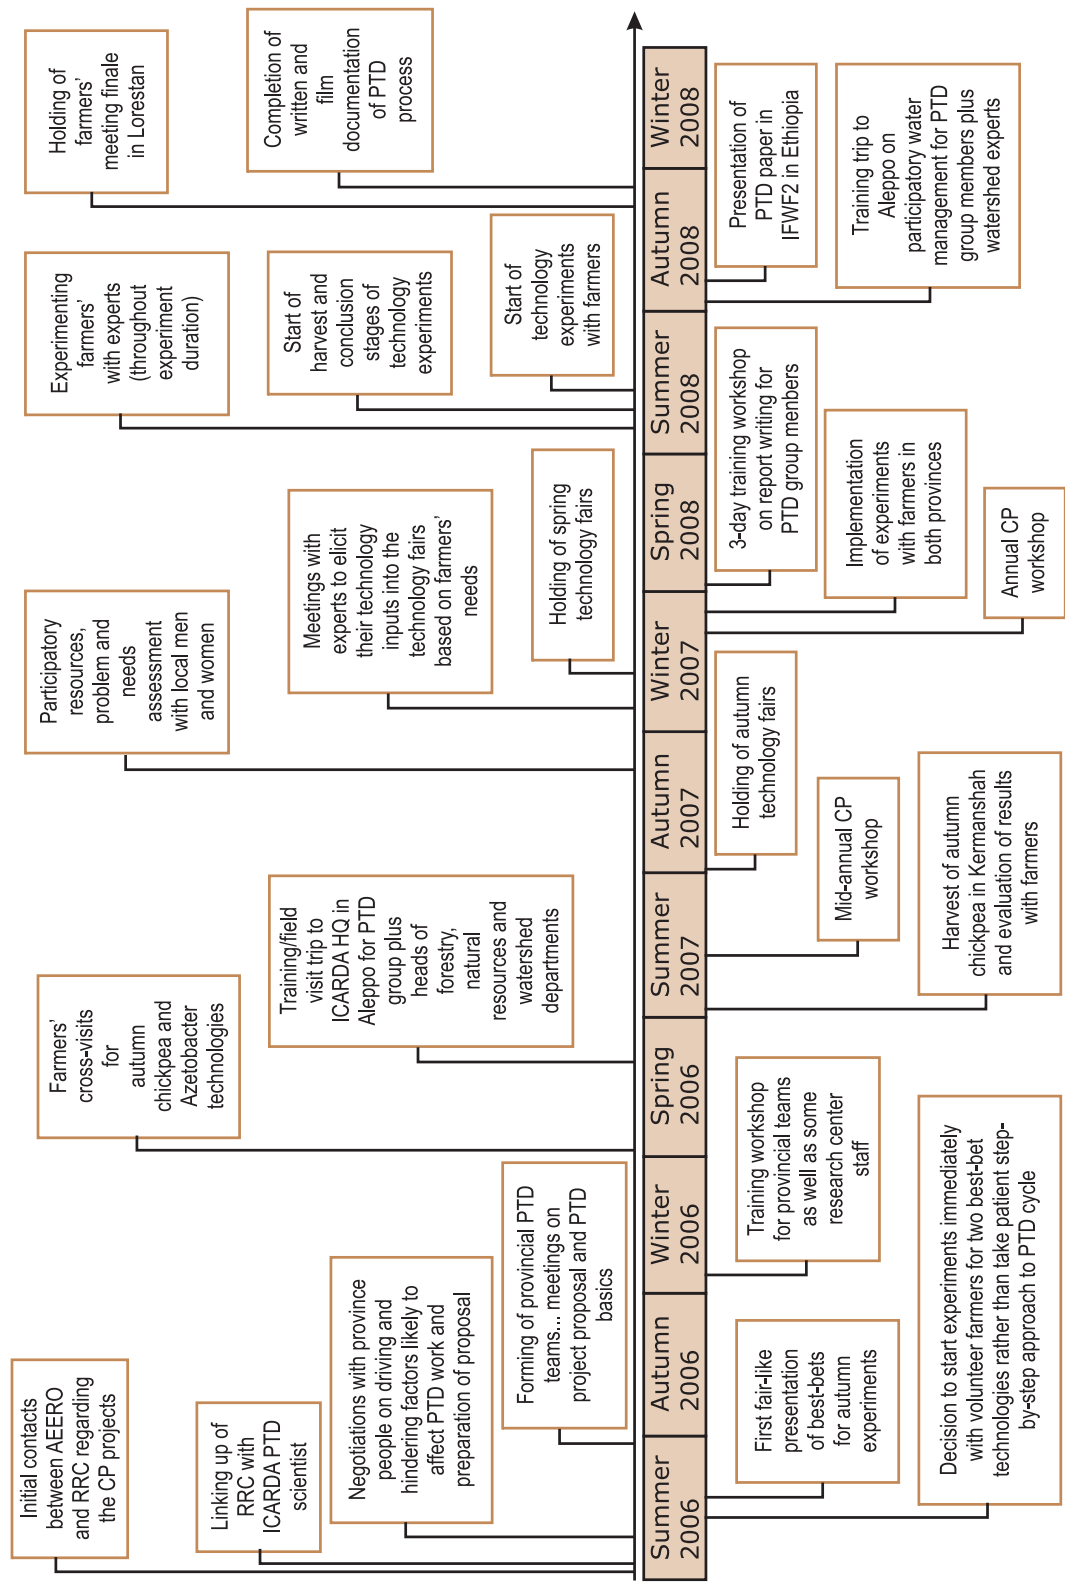 Initial contacts
between AEERO
and RRC regarding
the CP projects
Linking up of
RRC with
ICARDA PTD
scientist
Negotiations with province
people on driving and
hindering factors likely to
affect PTD work and
preparation of proposal
Forming of provincial PTD
teams... meetings on
project proposal and PTD
basics
Farmers'
cross-visits
for
autumn
chickpea and
Azetobacter
technologies
Training/field
visit trip to
ICARDA HQ in
Aleppo for PTD
group plus
heads of
forestry,
natural
resources and
watershed
departments
Participatory
resources,
problem and
needs
assessment
with local men
and women
Meetings with
experts to elicit
their technology
inputs into the
technology fairs
based on farmers'
needs
Holding of spring
technology fairs
Experimenting
farmers'
with experts
(throughout
experiment
duration)
Start of
harvest and
conclusion
stages of
technology
experiments
Start of
technology
experiments
with farmers
Holding of
farmers'
meeting finale
in Lorestan
Completion of
written and
film
documentation
of PTD
process
Summer
2006
Autumn
2006
Winter
2006
Spring
2006
Summer
2007
Autumn
2007
Winter
2007
Spring
2008
Summer
2008
Autumn
2008
Winter
2008
First fair-like
presentation
of best-bets
for autumn
experiments
Decision to start experiments immediately
with volunteer farmers for two best-bet
technologies rather than take patient step-
by-step approach to PTD cycle
Training workshop
for provincial teams
as well as some
research center
staff
Holding of autumn
technology fairs
Mid-annual CP
workshop
Harvest of autumn
chickpea in Kermanshah
and evaluation of results
with farmers
3-day training workshop
on report writing for
PTD group menbers
Implementation
of experiments
with farmers in
both provinces
Annual CP
workshop
Presentation of
PTD paper in
IFWF2 in Ethiopia
Training trip to
Aleppo on
participatory water
management for PTD
group members plus
watershed experts